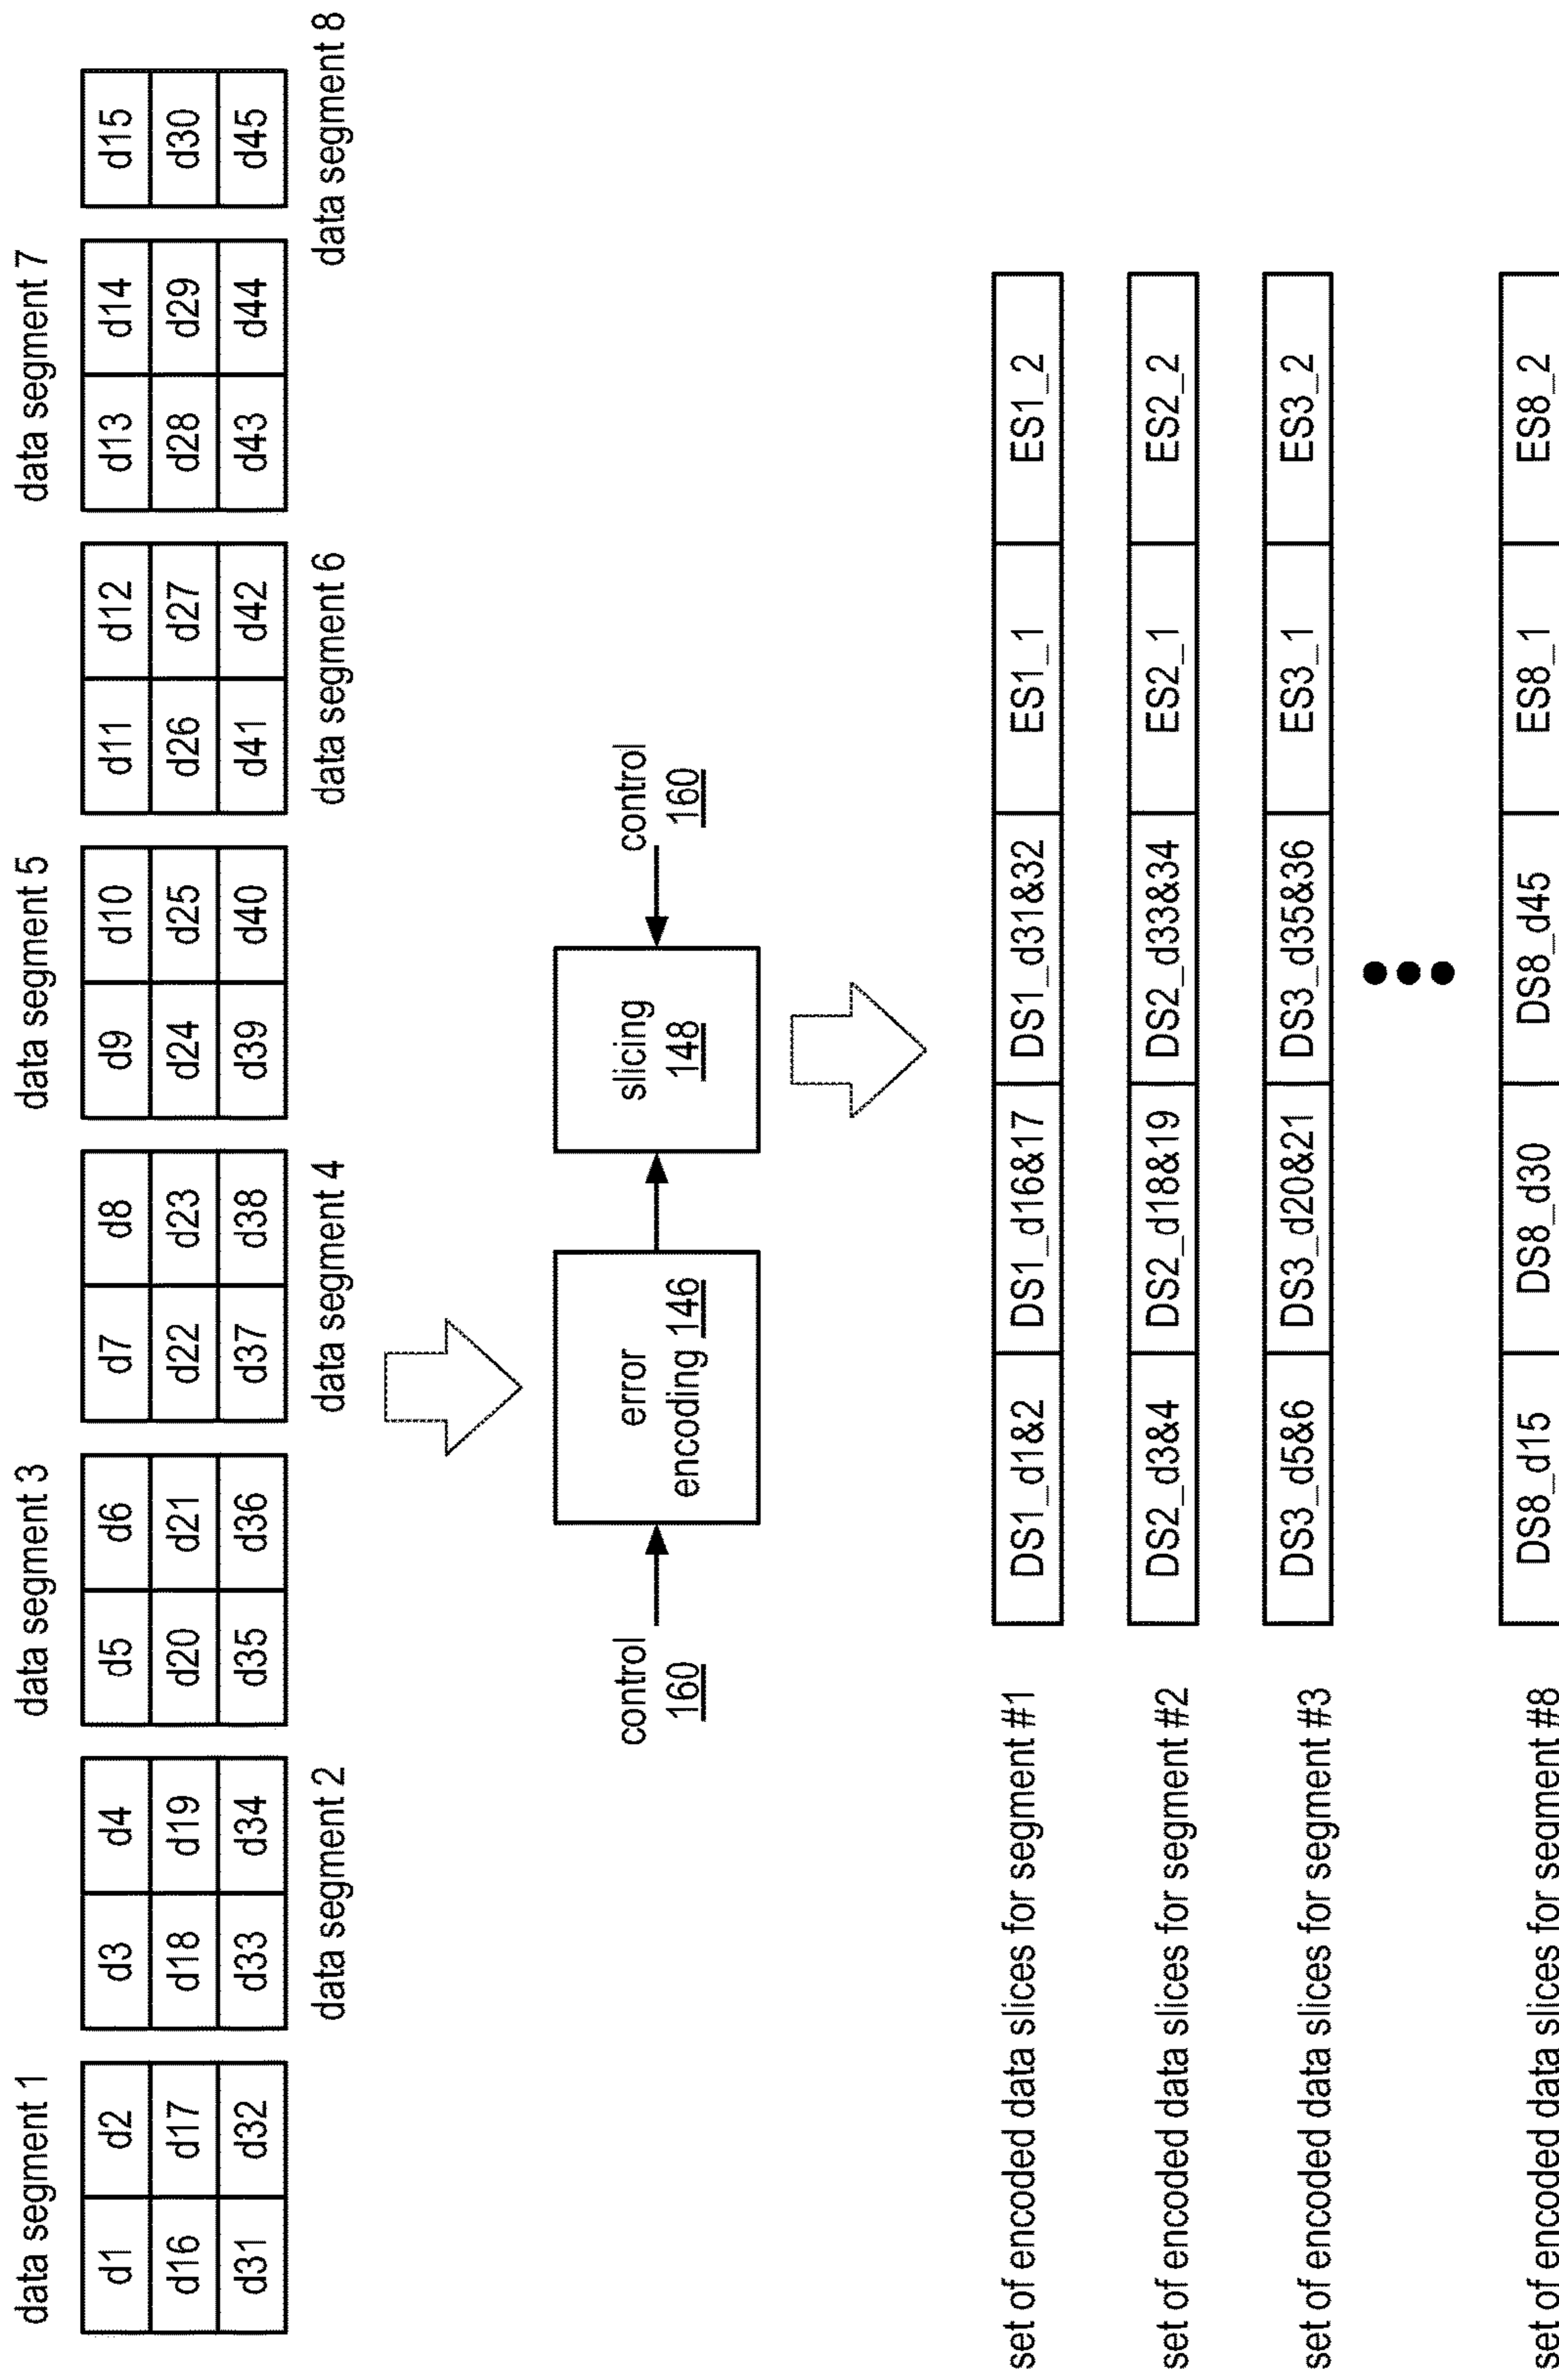 data segment 1
data segment 3
data segment 5
data segment 7
d1 d2 d3 d4 d5 d6 d7 d8 d9 d10 d11 d12 d13 d14 d15
d16 d17 d18 d19 d20 d21 d22 d23 d24 d25 d26 d27 d28 d29 d30
d31 d32 d33 d34 d35 d36 d37 d38 d39 d40 d41 d42 d43 d44 d45
data segment 2
data segment 4
data segment 6
data segment 8
control
160
error
encoding 146
slicing
148
control
160
set of encoded data slices for segment #1
DS1_d1&2 DS1_d16&17 DS1_d31&32 ES1_1 ES1_2
set of encoded data slices for segment #2
DS2_d3&4 DS2_d18&19 DS2_d33&34 ES2_1 ES2_2
set of encoded data slices for segment #3
DS3_d5&6 DS3_d20&21 DS3_d35&36 ES3_1 ES3_2
set of encoded data slices for segment #8
DS8_d15 DS8_d30 DS8_d45 ES8_1 ES8_2